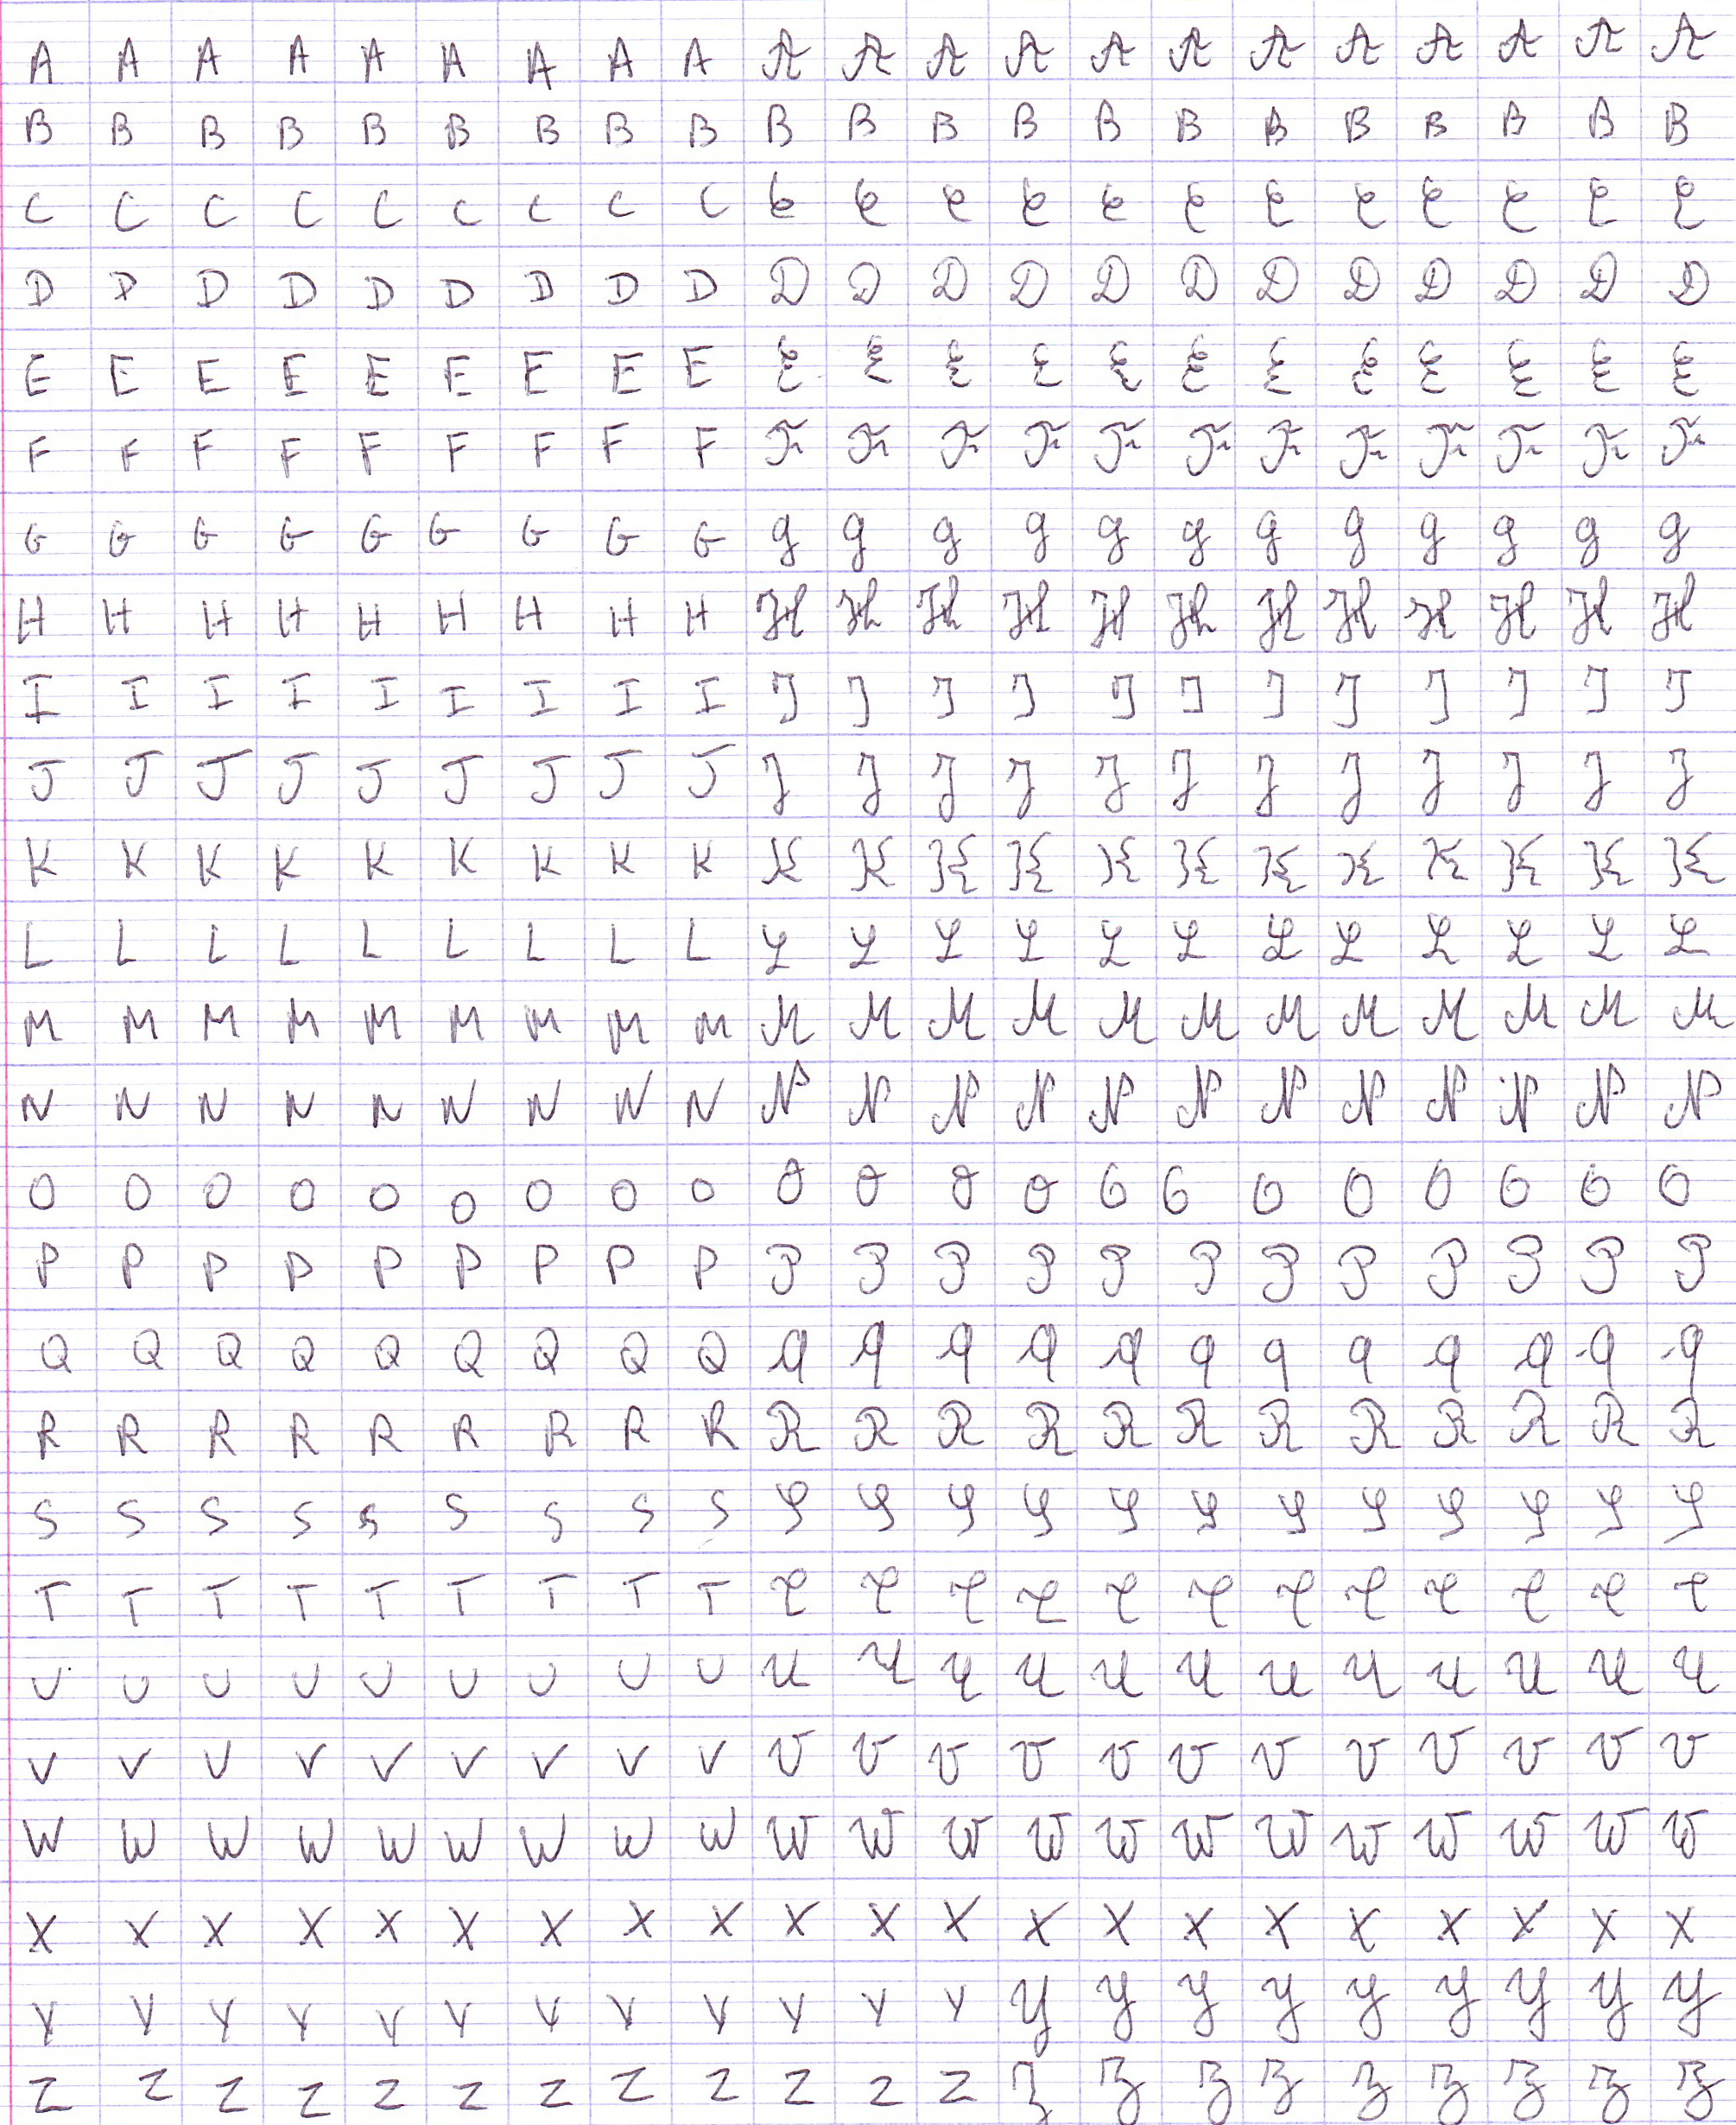 A A A A A A A A A A A A A A A A A A A A A
B B B B B B B B B B B B B B B B B B B B B
C C C C C C C C C C C C C C C C C C C C C
D D D D D D D D D D D D D D D D D D D D D
E E E E E E E E E E E E E E E E E E E E E
F F F F F F F F F F F F F F F F F F F F F
G G G G G G G G G G G G G G G G G G G G G
H H H H H H H H H H H H H H H H H H H H H
I I I I I I I I I I I I I I I I I I I I I
J J J J J J J J J J J J J J J J J J J J J
K K K K K K K K K K K K K K K K K K K K K
L L L L L L L L L L L L L L L L L L L L L
M M M M M M M M M M M M M M M M M M M M M
N N N N N N N N N N N N N N N N N N N N N
O O O O O O O O O O O O O O O O O O O O O
P P P P P P P P P P P P P P P P P P P P P
Q Q Q Q Q Q Q Q Q Q Q Q Q Q Q Q Q Q Q Q Q
R R R R R R R R R R R R R R R R R R R R R
S S S S S S S S S S S S S S S S S S S S S
T T T T T T T T T T T T T T T T T T T T T
U U U U U U U U U U U U U U U U U U U U U
V V V V V V V V V V V V V V V V V V V V V
W W W W W W W W W W W W W W W W W W W W W
X X X X X X X X X X X X X X X X X X X X X
Y Y Y Y Y Y Y Y Y Y Y Y Y Y Y Y Y Y Y Y Y
Z Z Z Z Z Z Z Z Z Z Z Z Z Z Z Z Z Z Z Z Z